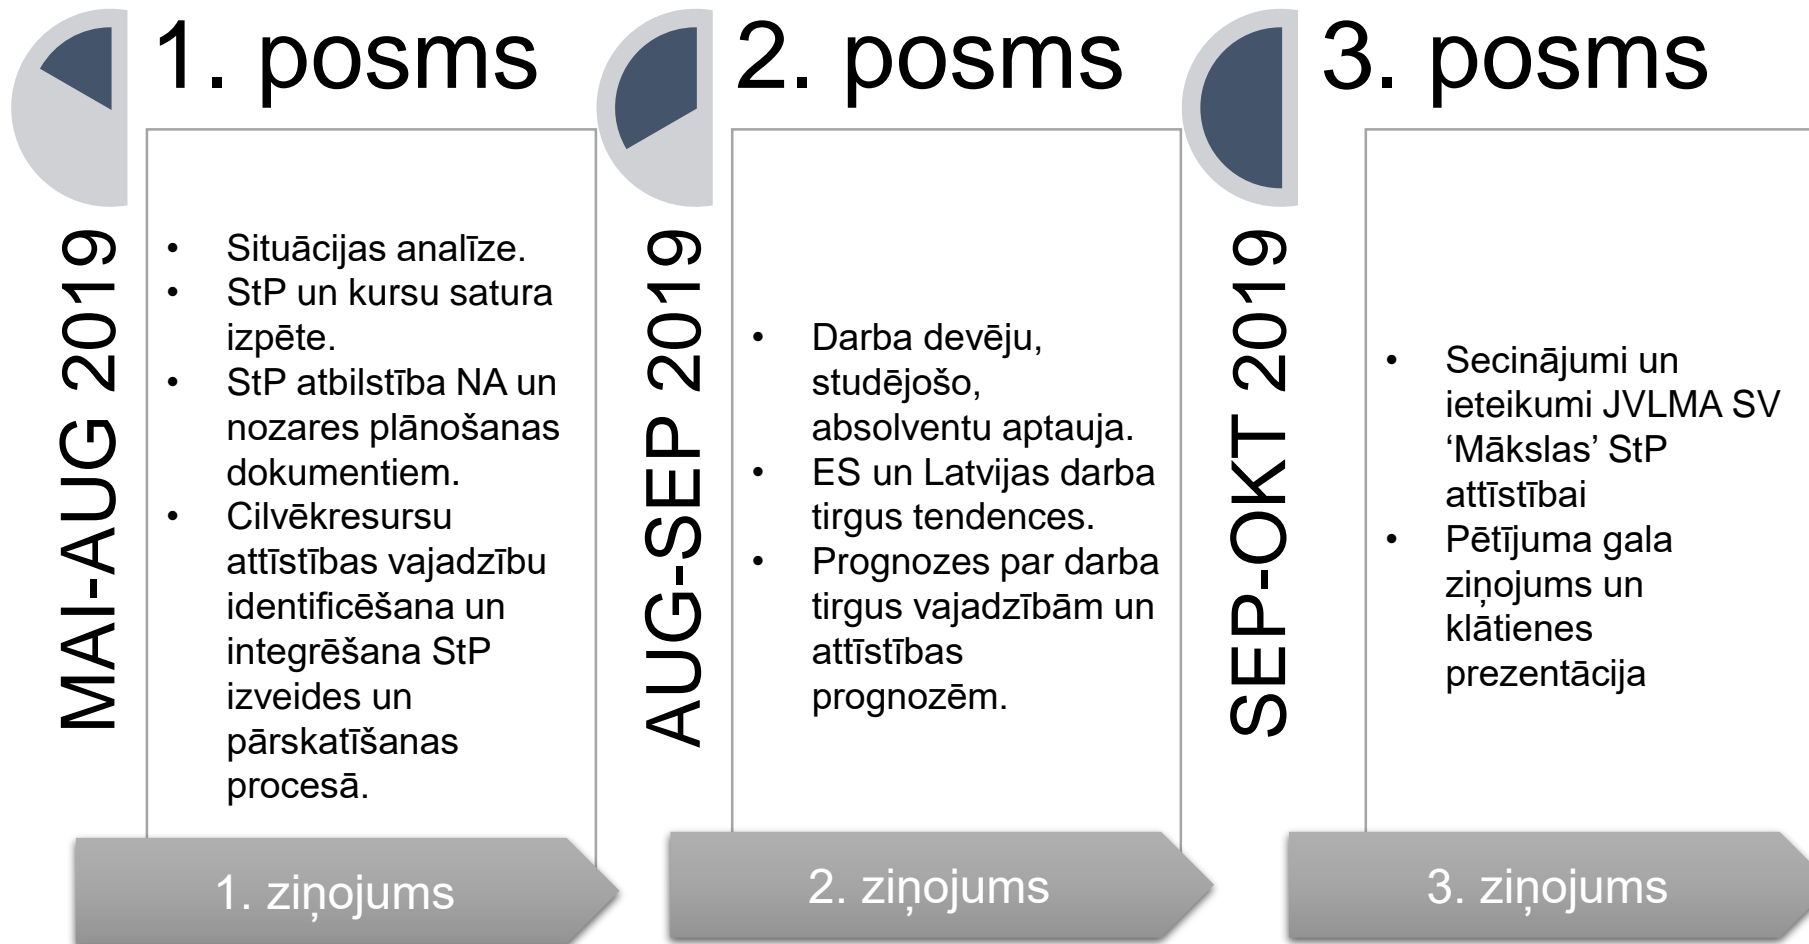 1. posms
MAI-AUG 2019
• Situācijas analīze.
• StP un kursu satura
izpēte.
• StP atbilstība NA un
nozares plānošanas
dokumentiem.
• Cilvēkresursu
attīstības vajadzību
identificēšana un
integrēšana StP
izveides un
pārskatīšanas
procesā.
1. ziņojums
2. posms
AUG-SEP 2019
• Darba devēju,
studējošo,
absolventu aptauja.
• ES un Latvijas darba
tirgus tendences.
• Prognozes par darba
tirgus vajadzībām un
attīstības
prognozēm.
2. ziņojums
3. posms
SEP-OKT 2019
• Secinājumi un
ieteikumi JVLMA SV
‘Mākslas’ StP
attīstībai
• Pētījuma gala
ziņojums un
klātienes
prezentācija
3. ziņojums